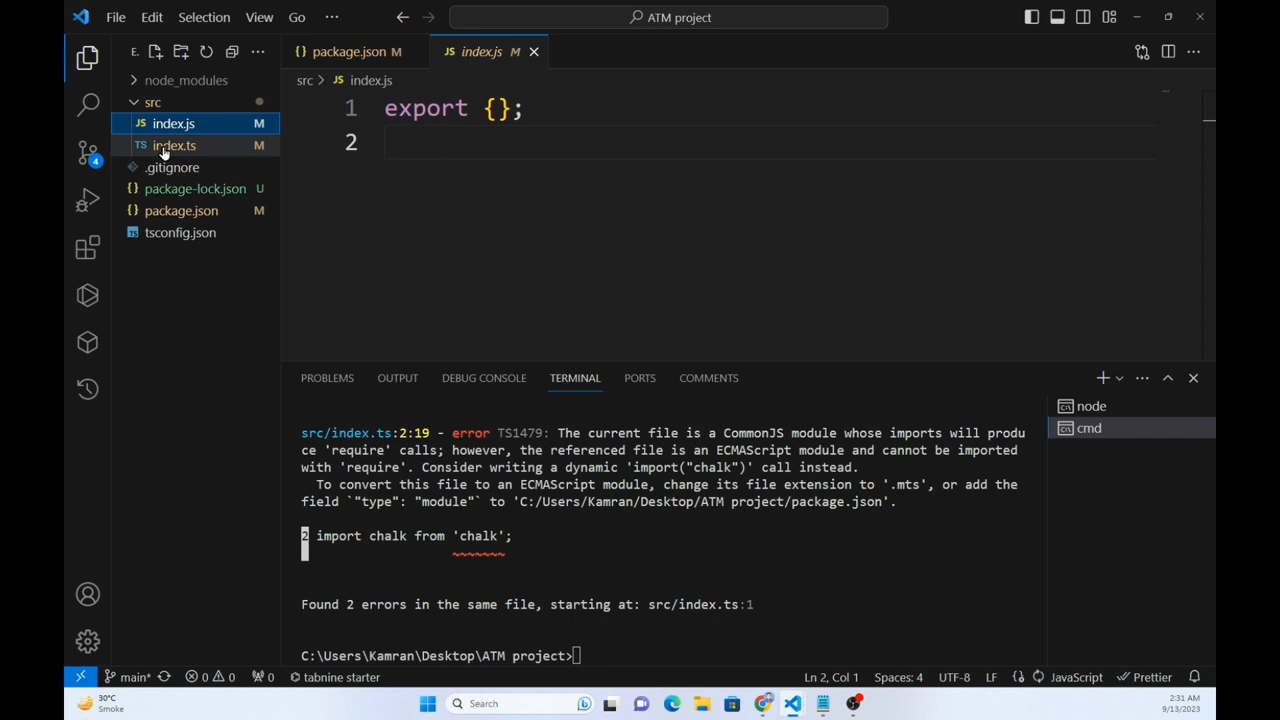 File Edit Selection View Go ··· ATM project
E. ···
package.json M
index.js M
node_modules
src
JS index.js M
TS index.ts M
.gitignore
package-lock.json U
package.json M
tsconfig.json
4
src > JS index.js
1 export {};
2
PROBLEMS OUTPUT DEBUG CONSOLE TERMINAL PORTS COMMENTS
node
cmd
src/index.ts:2:19 - error TS1479: The current file is a CommonJS module whose imports will produ
ce 'require' calls; however, the referenced file is an ECMAScript module and cannot be imported
with 'require'. Consider writing a dynamic 'import("chalk")' call instead.
To convert this file to an ECMAScript module, change its file extension to '.mts', or add the
field `"type": "module"` to 'C:/Users/Kamran/Desktop/ATM project/package.json'.
2 import chalk from 'chalk';
~~~~~~~
Found 2 errors in the same file, starting at: src/index.ts:1
C:\Users\Kamran\Desktop\ATM project>
main* 0 0 0 tabnine starter Ln 2, Col 1 Spaces: 4 UTF-8 LF JavaScript Prettier
30°C
Smoke
Search
2:31 AM
9/13/2023